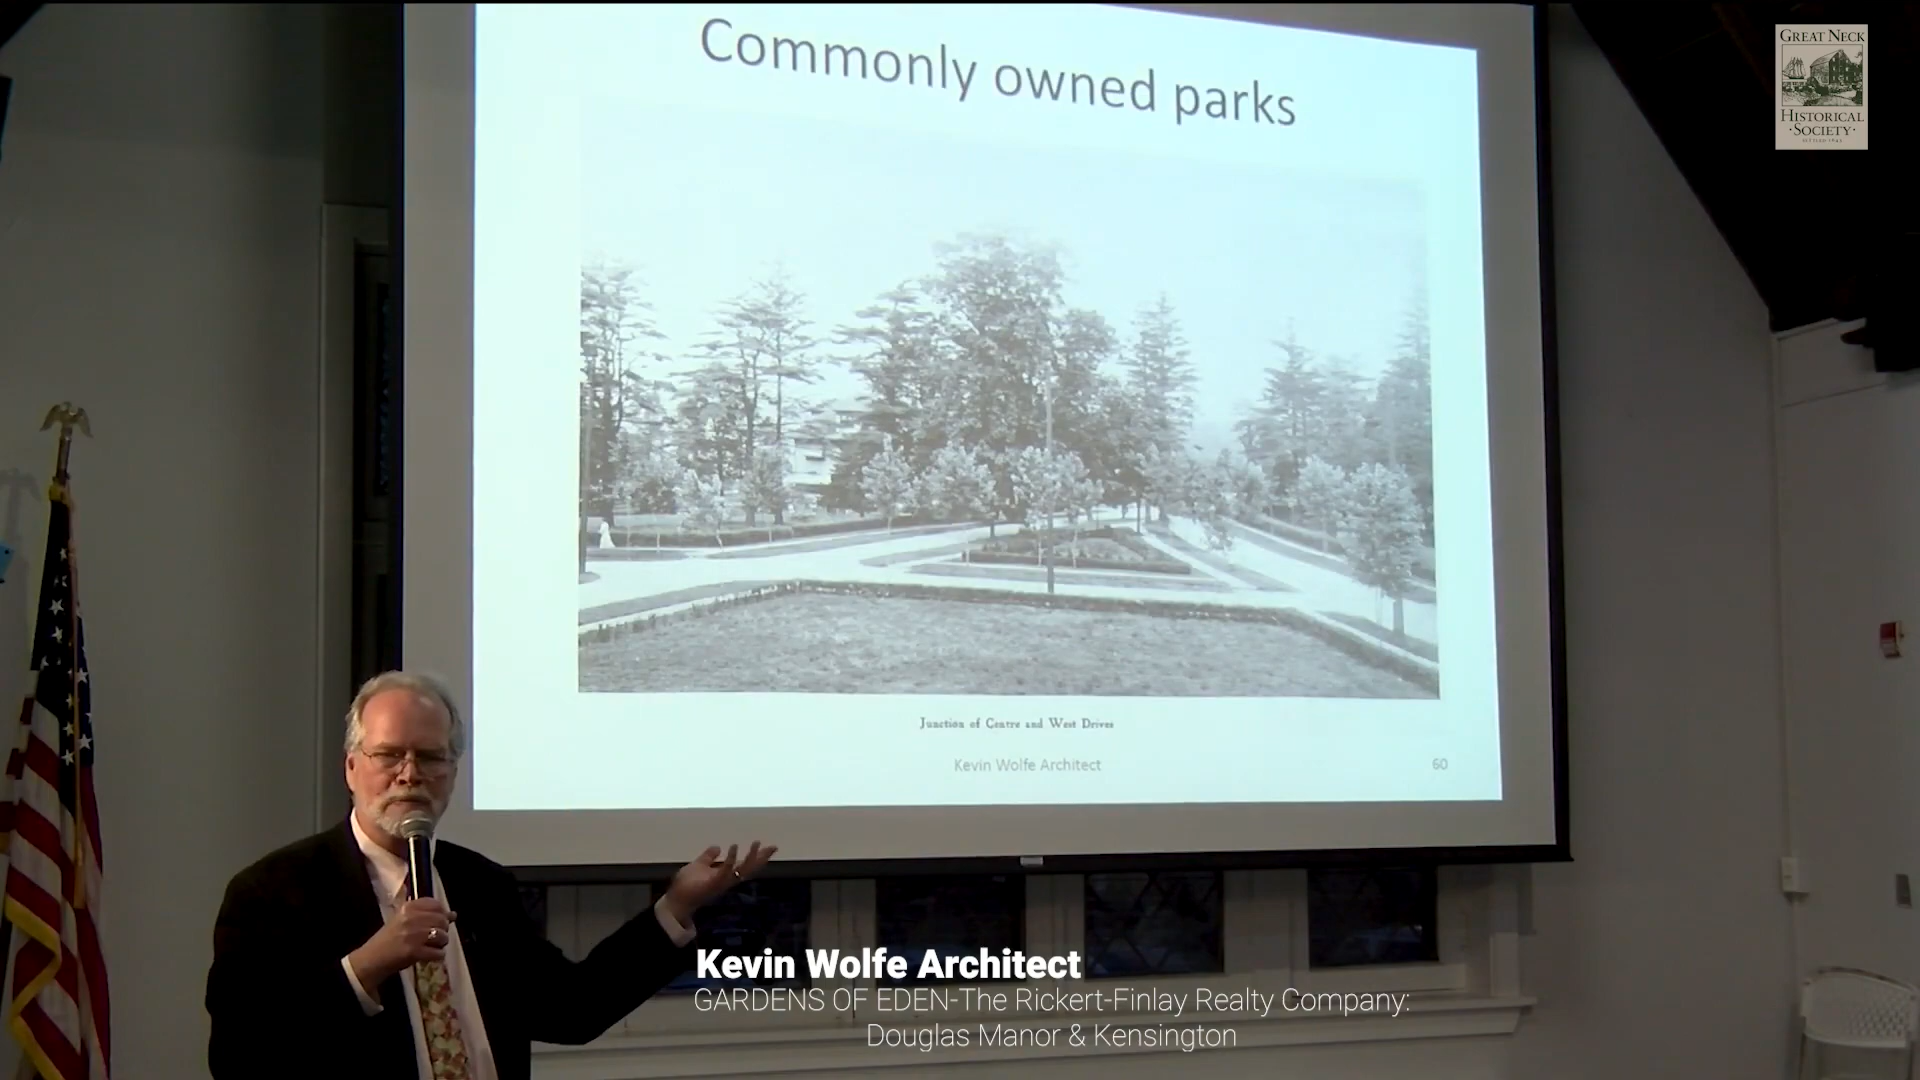 Commonly owned parks
GREAT NECK
HISTORICAL
·SOCIETY·
Junction of Centre and West Drives
Kevin Wolfe Architect
60
Kevin Wolfe Architect
GARDENS OF EDEN-The Rickert-Finlay Realty Company:
Douglas Manor & Kensington